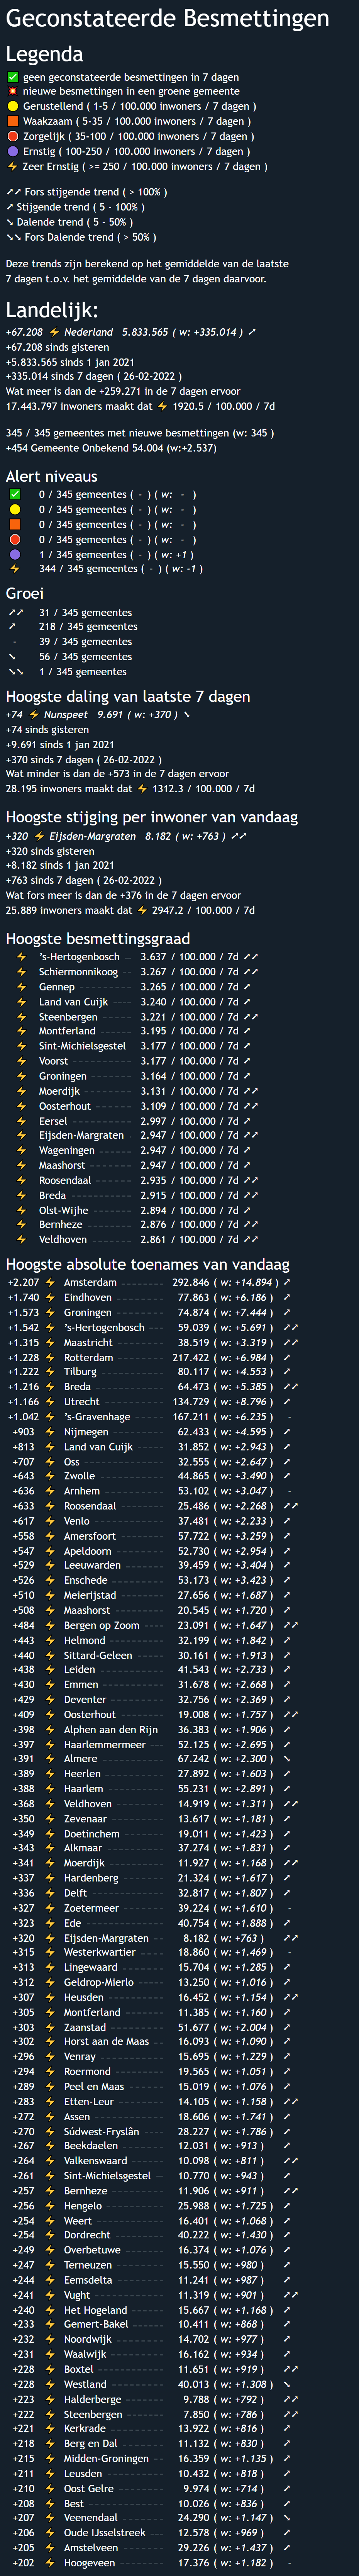 Geconstateerde Besmettingen
Legenda
✅ geen geconstateerde besmettingen in 7 dagen
💥 nieuwe besmettingen in een groene gemeente
🟡 Gerustellend ( 1-5 / 100.000 inwoners / 7 dagen )
🟧 Waakzaam ( 5-35 / 100.000 inwoners / 7 dagen )
🔴 Zorgelijk ( 35-100 / 100.000 inwoners / 7 dagen )
🟣 Ernstig ( 100-250 / 100.000 inwoners / 7 dagen )
⚡ Zeer Ernstig ( >= 250 / 100.000 inwoners / 7 dagen )
⤤⤤ Fors stijgende trend ( > 100% )
⤤ Stijgende trend ( 5 - 100% )
⤥ Dalende trend ( 5 - 50% )
⤥⤥ Fors Dalende trend ( > 50% )
Deze trends zijn berekend op het gemiddelde van de laatste
7 dagen t.o.v. het gemiddelde van de 7 dagen daarvoor.
Landelijk:
+67.208 ⚡ Nederland 5.833.565 ( w: +335.014 ) ⤤
+67.208 sinds gisteren
+5.833.565 sinds 1 jan 2021
+335.014 sinds 7 dagen ( 26-02-2022 )
Wat meer is dan de +259.271 in de 7 dagen ervoor
17.443.797 inwoners maakt dat ⚡ 1920.5 / 100.000 / 7d
345 / 345 gemeentes met nieuwe besmettingen (w: 345 )
+454 Gemeente Onbekend 54.004 (w:+2.537)
Alert niveaus
✅ 0 / 345 gemeentes ( - ) ( w: - )
🟡 0 / 345 gemeentes ( - ) ( w: - )
🟧 0 / 345 gemeentes ( - ) ( w: - )
🔴 0 / 345 gemeentes ( - ) ( w: - )
🟣 1 / 345 gemeentes ( - ) ( w: +1 )
⚡ 344 / 345 gemeentes ( - ) ( w: -1 )
Groei
⤤⤤ 31 / 345 gemeentes
⤤ 218 / 345 gemeentes
- 39 / 345 gemeentes
⤥ 56 / 345 gemeentes
⤥⤥ 1 / 345 gemeentes
Hoogste daling van laatste 7 dagen
+74 ⚡ Nunspeet 9.691 ( w: +370 ) ⤥
+74 sinds gisteren
+9.691 sinds 1 jan 2021
+370 sinds 7 dagen ( 26-02-2022 )
Wat minder is dan de +573 in de 7 dagen ervoor
28.195 inwoners maakt dat ⚡ 1312.3 / 100.000 / 7d
Hoogste stijging per inwoner van vandaag
+320 ⚡ Eijsden-Margraten 8.182 ( w: +763 ) ⤤⤤
+320 sinds gisteren
+8.182 sinds 1 jan 2021
+763 sinds 7 dagen ( 26-02-2022 )
Wat fors meer is dan de +376 in de 7 dagen ervoor
25.889 inwoners maakt dat ⚡ 2947.2 / 100.000 / 7d
Hoogste besmettingsgraad
⚡ 's-Hertogenbosch 3.637 / 100.000 / 7d ⤤⤤
⚡ Schiermonnikoog 3.267 / 100.000 / 7d ⤤⤤
⚡ Gennep 3.265 / 100.000 / 7d ⤤
⚡ Land van Cuijk 3.240 / 100.000 / 7d ⤤
⚡ Steenbergen 3.221 / 100.000 / 7d ⤤⤤
⚡ Montferland 3.195 / 100.000 / 7d ⤤
⚡ Sint-Michielsgestel 3.177 / 100.000 / 7d ⤤
⚡ Voorst 3.177 / 100.000 / 7d ⤤
⚡ Groningen 3.164 / 100.000 / 7d ⤤
⚡ Moerdijk 3.131 / 100.000 / 7d ⤤⤤
⚡ Oosterhout 3.109 / 100.000 / 7d ⤤⤤
⚡ Eersel 2.997 / 100.000 / 7d ⤤
⚡ Eijsden-Margraten 2.947 / 100.000 / 7d ⤤⤤
⚡ Wageningen 2.947 / 100.000 / 7d ⤤
⚡ Maashorst 2.947 / 100.000 / 7d ⤤
⚡ Roosendaal 2.935 / 100.000 / 7d ⤤⤤
⚡ Breda 2.915 / 100.000 / 7d ⤤⤤
⚡ Olst-Wijhe 2.894 / 100.000 / 7d ⤤
⚡ Bernheze 2.876 / 100.000 / 7d ⤤⤤
⚡ Veldhoven 2.861 / 100.000 / 7d ⤤⤤
Hoogste absolute toenames van vandaag
+2.207 ⚡ Amsterdam 292.846 ( w: +14.894 ) ⤤
+1.740 ⚡ Eindhoven 77.863 ( w: +6.186 ) ⤤
+1.573 ⚡ Groningen 74.874 ( w: +7.444 ) ⤤
+1.542 ⚡ 's-Hertogenbosch 59.039 ( w: +5.691 ) ⤤⤤
+1.315 ⚡ Maastricht 38.519 ( w: +3.319 ) ⤤⤤
+1.228 ⚡ Rotterdam 217.422 ( w: +6.984 ) ⤤
+1.222 ⚡ Tilburg 80.117 ( w: +4.553 ) ⤤
+1.216 ⚡ Breda 64.473 ( w: +5.385 ) ⤤⤤
+1.166 ⚡ Utrecht 134.729 ( w: +8.796 ) ⤤
+1.042 ⚡ 's-Gravenhage 167.211 ( w: +6.235 ) -
+903 ⚡ Nijmegen 62.433 ( w: +4.595 ) ⤤
+813 ⚡ Land van Cuijk 31.852 ( w: +2.943 ) ⤤
+707 ⚡ Oss 32.555 ( w: +2.647 ) ⤤
+643 ⚡ Zwolle 44.865 ( w: +3.490 ) ⤤
+636 ⚡ Arnhem 53.102 ( w: +3.047 ) -
+633 ⚡ Roosendaal 25.486 ( w: +2.268 ) ⤤⤤
+617 ⚡ Venlo 37.481 ( w: +2.233 ) ⤤
+558 ⚡ Amersfoort 57.722 ( w: +3.259 ) ⤤
+547 ⚡ Apeldoorn 52.730 ( w: +2.954 ) ⤤
+529 ⚡ Leeuwarden 39.459 ( w: +3.404 ) ⤤
+526 ⚡ Enschede 53.173 ( w: +3.423 ) ⤤
+510 ⚡ Meierijstad 27.656 ( w: +1.687 ) ⤤
+508 ⚡ Maashorst 20.545 ( w: +1.720 ) ⤤
+484 ⚡ Bergen op Zoom 23.091 ( w: +1.647 ) ⤤⤤
+443 ⚡ Helmond 32.199 ( w: +1.842 ) ⤤
+440 ⚡ Sittard-Geleen 30.161 ( w: +1.913 ) ⤤
+438 ⚡ Leiden 41.543 ( w: +2.733 ) ⤤
+430 ⚡ Emmen 31.678 ( w: +2.668 ) ⤤
+429 ⚡ Deventer 32.756 ( w: +2.369 ) ⤤
+409 ⚡ Oosterhout 19.008 ( w: +1.757 ) ⤤⤤
+398 ⚡ Alphen aan den Rijn 36.383 ( w: +1.906 ) ⤤
+397 ⚡ Haarlemmermeer 52.125 ( w: +2.695 ) ⤤
+391 ⚡ Almere 67.242 ( w: +2.300 ) ⤥
+389 ⚡ Heerlen 27.892 ( w: +1.603 ) ⤤
+388 ⚡ Haarlem 55.231 ( w: +2.891 ) ⤤
+368 ⚡ Veldhoven 14.919 ( w: +1.311 ) ⤤⤤
+350 ⚡ Zevenaar 13.617 ( w: +1.181 ) ⤤
+349 ⚡ Doetinchem 19.011 ( w: +1.423 ) ⤤
+343 ⚡ Alkmaar 37.274 ( w: +1.831 ) ⤤
+341 ⚡ Moerdijk 11.927 ( w: +1.168 ) ⤤⤤
+337 ⚡ Hardenberg 21.324 ( w: +1.617 ) ⤤
+336 ⚡ Delft 32.817 ( w: +1.807 ) ⤤
+327 ⚡ Zoetermeer 39.224 ( w: +1.610 ) -
+323 ⚡ Ede 40.754 ( w: +1.888 ) ⤤
+320 ⚡ Eijsden-Margraten 8.182 ( w: +763 ) ⤤⤤
+315 ⚡ Westerkwartier 18.860 ( w: +1.469 ) -
+313 ⚡ Lingewaard 15.704 ( w: +1.285 ) ⤤
+312 ⚡ Geldrop-Mierlo 13.250 ( w: +1.016 ) ⤤
+307 ⚡ Heusden 16.452 ( w: +1.154 ) ⤤⤤
+305 ⚡ Montferland 11.385 ( w: +1.160 ) ⤤
+303 ⚡ Zaanstad 51.677 ( w: +2.004 ) ⤤
+302 ⚡ Horst aan de Maas 16.093 ( w: +1.090 ) ⤤
+296 ⚡ Venray 15.695 ( w: +1.229 ) ⤤
+294 ⚡ Roermond 19.565 ( w: +1.051 ) ⤤
+289 ⚡ Peel en Maas 15.019 ( w: +1.076 ) ⤤
+283 ⚡ Etten-Leur 14.105 ( w: +1.158 ) ⤤⤤
+272 ⚡ Assen 18.606 ( w: +1.741 ) ⤤
+270 ⚡ Súdwest-Fryslân 28.227 ( w: +1.786 ) ⤤
+267 ⚡ Beekdaelen 12.031 ( w: +913 ) ⤤
+264 ⚡ Valkenswaard 10.098 ( w: +811 ) ⤤⤤
+261 ⚡ Sint-Michielsgestel 10.770 ( w: +943 ) ⤤
+257 ⚡ Bernheze 11.906 ( w: +911 ) ⤤⤤
+256 ⚡ Hengelo 25.988 ( w: +1.725 ) ⤤
+254 ⚡ Weert 16.401 ( w: +1.068 ) ⤤
+254 ⚡ Dordrecht 40.222 ( w: +1.430 ) ⤤
+249 ⚡ Overbetuwe 16.374 ( w: +1.076 ) ⤤
+247 ⚡ Terneuzen 15.550 ( w: +980 ) ⤤
+244 ⚡ Eemsdelta 11.241 ( w: +987 ) ⤤
+241 ⚡ Vught 11.319 ( w: +901 ) ⤤⤤
+240 ⚡ Het Hogeland 15.667 ( w: +1.168 ) ⤤
+233 ⚡ Gemert-Bakel 10.411 ( w: +868 ) ⤤
+232 ⚡ Noordwijk 14.702 ( w: +977 ) ⤤
+231 ⚡ Waalwijk 16.162 ( w: +934 ) ⤤
+228 ⚡ Boxtel 11.651 ( w: +919 ) ⤤⤤
+228 ⚡ Westland 40.013 ( w: +1.308 ) ⤥
+223 ⚡ Halderberge 9.788 ( w: +792 ) ⤤⤤
+222 ⚡ Steenbergen 7.850 ( w: +786 ) ⤤⤤
+221 ⚡ Kerkrade 13.922 ( w: +816 ) ⤤
+218 ⚡ Berg en Dal 11.132 ( w: +830 ) ⤤
+215 ⚡ Midden-Groningen 16.359 ( w: +1.135 ) ⤤
+211 ⚡ Leusden 10.432 ( w: +818 ) ⤤
+210 ⚡ Oost Gelre 9.974 ( w: +714 ) ⤤
+208 ⚡ Best 10.026 ( w: +836 ) ⤤
+207 ⚡ Veenendaal 24.290 ( w: +1.147 ) ⤥
+206 ⚡ Oude IJsselstreek 12.578 ( w: +969 ) ⤤
+205 ⚡ Amstelveen 29.226 ( w: +1.437 ) ⤤
+202 ⚡ Hoogeveen 17.376 ( w: +1.182 ) -